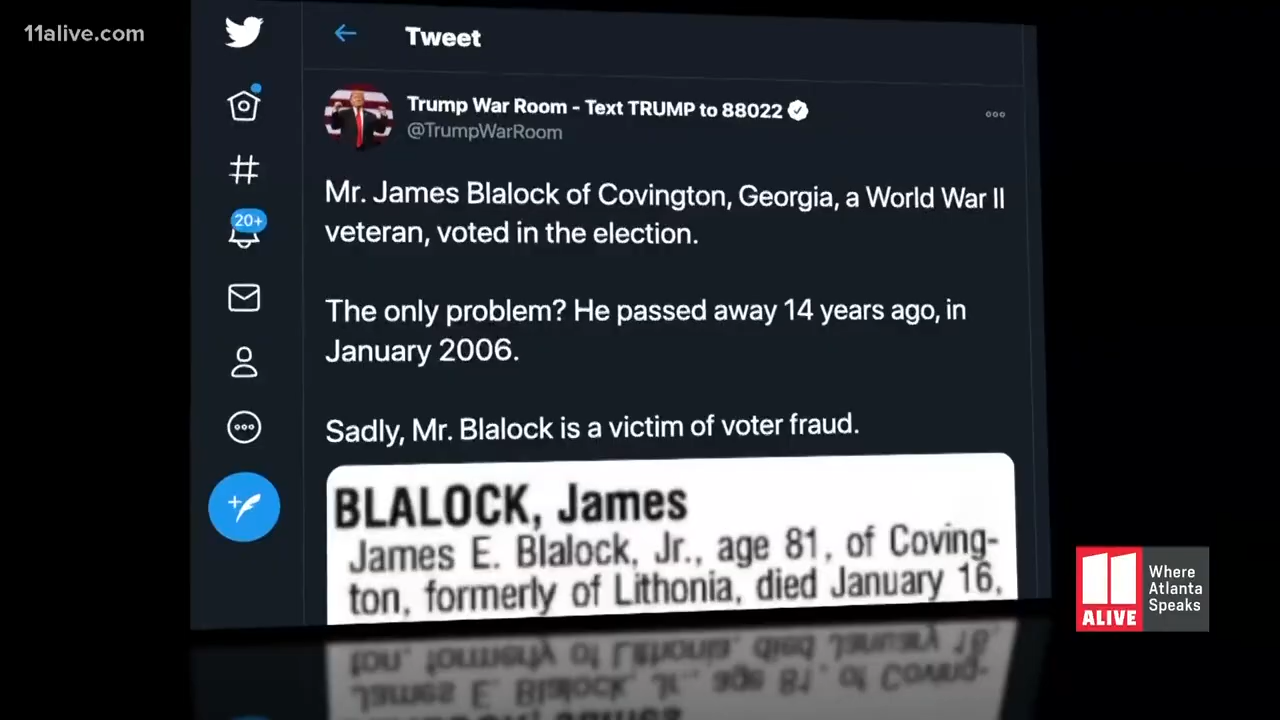 11alive.com
Tweet
Trump War Room - Text TRUMP to 88022
@TrumpWarRoom
Mr. James Blalock of Covington, Georgia, a World War II
veteran, voted in the election.
20+
The only problem? He passed away 14 years ago, in
January 2006.
Sadly, Mr. Blalock is a victim of voter fraud.
BLALOCK, James
James E. Blalock, Jr., age 81, of Coving-
ton, formerly of Lithonia, died January 16,
11
ALIVE
Where
Atlanta
Speaks